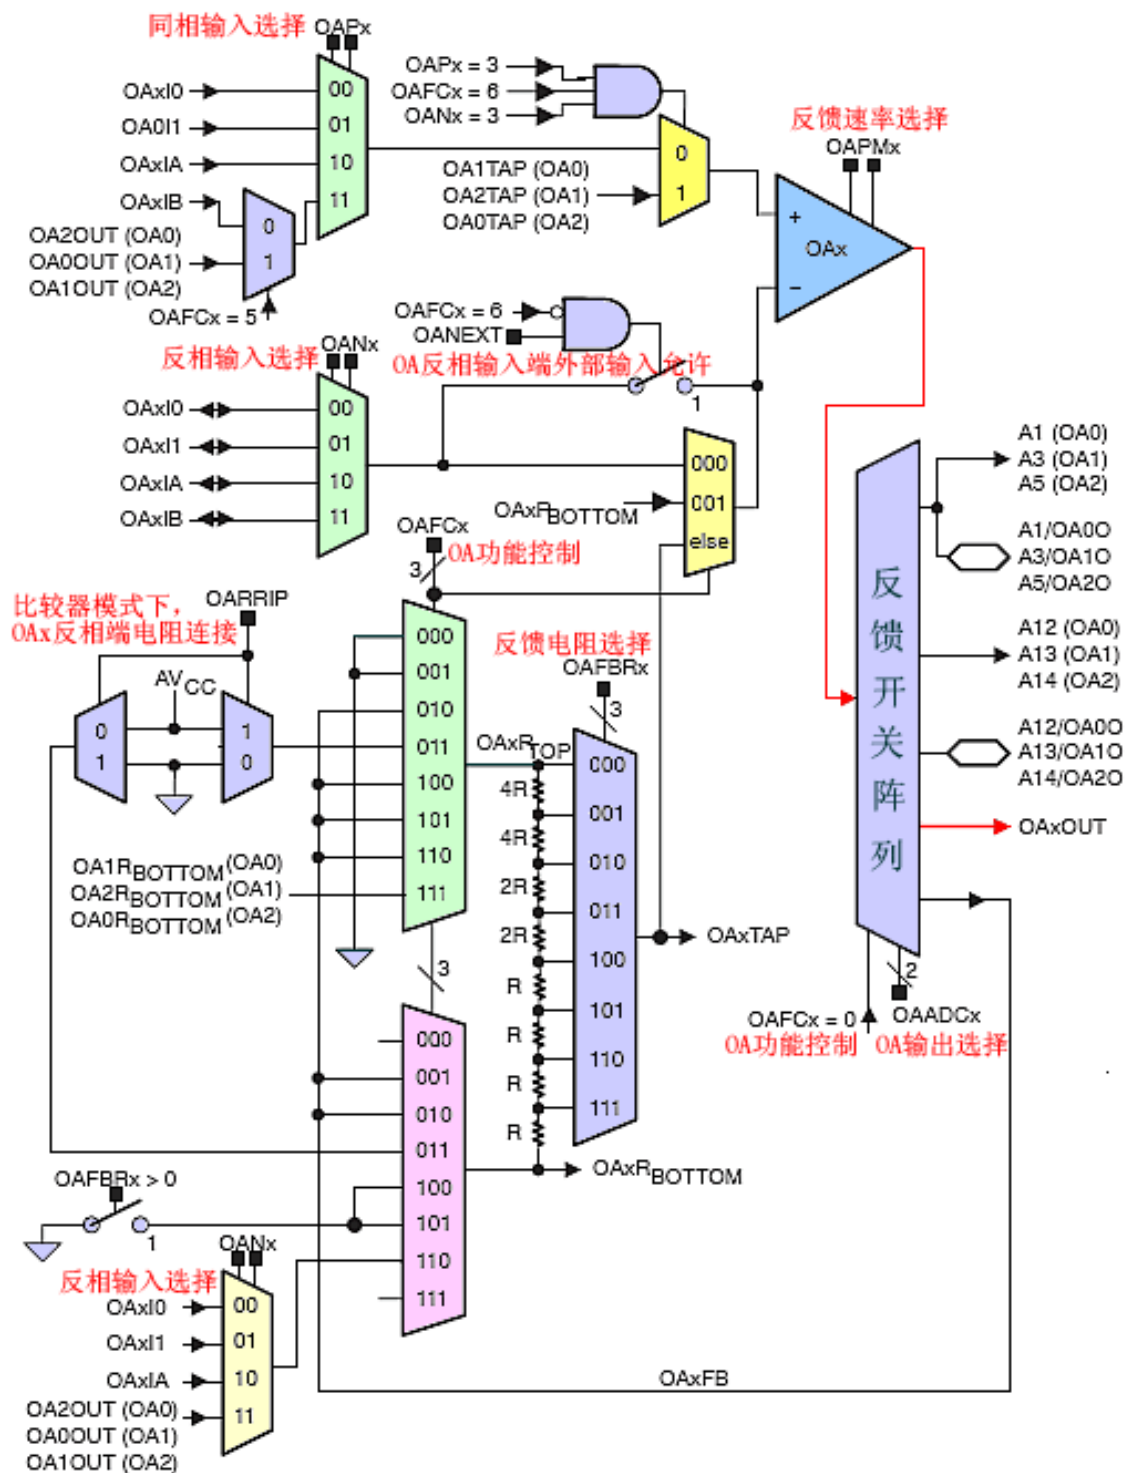 同相输入选择 OAPx
OAxI0
OA0I1
OAxIA
OAxIB
00
01
10
11
OA2OUT (OA0)
OA0OUT (OA1)
OA1OUT (OA2)
0
1
OAFCx = 5
OAPx = 3
OAFCx = 6
OANx = 3
OA1TAP (OA0)
OA2TAP (OA1)
OA0TAP (OA2)
0
1
反馈速率选择
OAPMx
+
OAx
−
OAFCx = 6
OANEXT
OA反相输入端外部输入允许
1
反相输入选择 OANx
OAxI0
OAxI1
OAxIA
OAxIB
00
01
10
11
000
001
else
OAxRBOTTOM
OAFCx
OA功能控制
3
比较器模式下，
OAx反相端电阻连接
OARRIP
AVCC
0
1
1
0
000
001
010
011
100
101
110
111
OA1RBOTTOM(OA0)
OA2RBOTTOM(OA1)
OA0RBOTTOM(OA2)
反馈电阻选择
OAFBRx
3
OAxRTOP
4R
4R
2R
2R
R
R
R
R
000
001
010
011
100
101
110
111
OAxTAP
OAxRBOTTOM
3
000
001
010
011
100
101
110
111
OAFBRx > 0
1
反相输入选择
OANx
OAxI0
OAxI1
OAxIA
OA2OUT (OA0)
OA0OUT (OA1)
OA1OUT (OA2)
00
01
10
11
OAxFB
反馈开关阵列
A1 (OA0)
A3 (OA1)
A5 (OA2)
A1/OA0O
A3/OA1O
A5/OA2O
A12 (OA0)
A13 (OA1)
A14 (OA2)
A12/OA0O
A13/OA1O
A14/OA2O
OAxOUT
2
OAFCx = 0
OAADCx
OA功能控制
OA输出选择